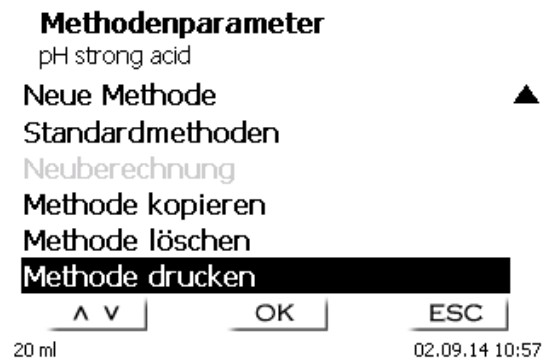 Methodenparameter
pH strong acid
Neue Methode
Standardmethoden
Neuberechnung
Methode kopieren
Methode löschen
Methode drucken
OK ESC
20 ml 02.09.14 10:57